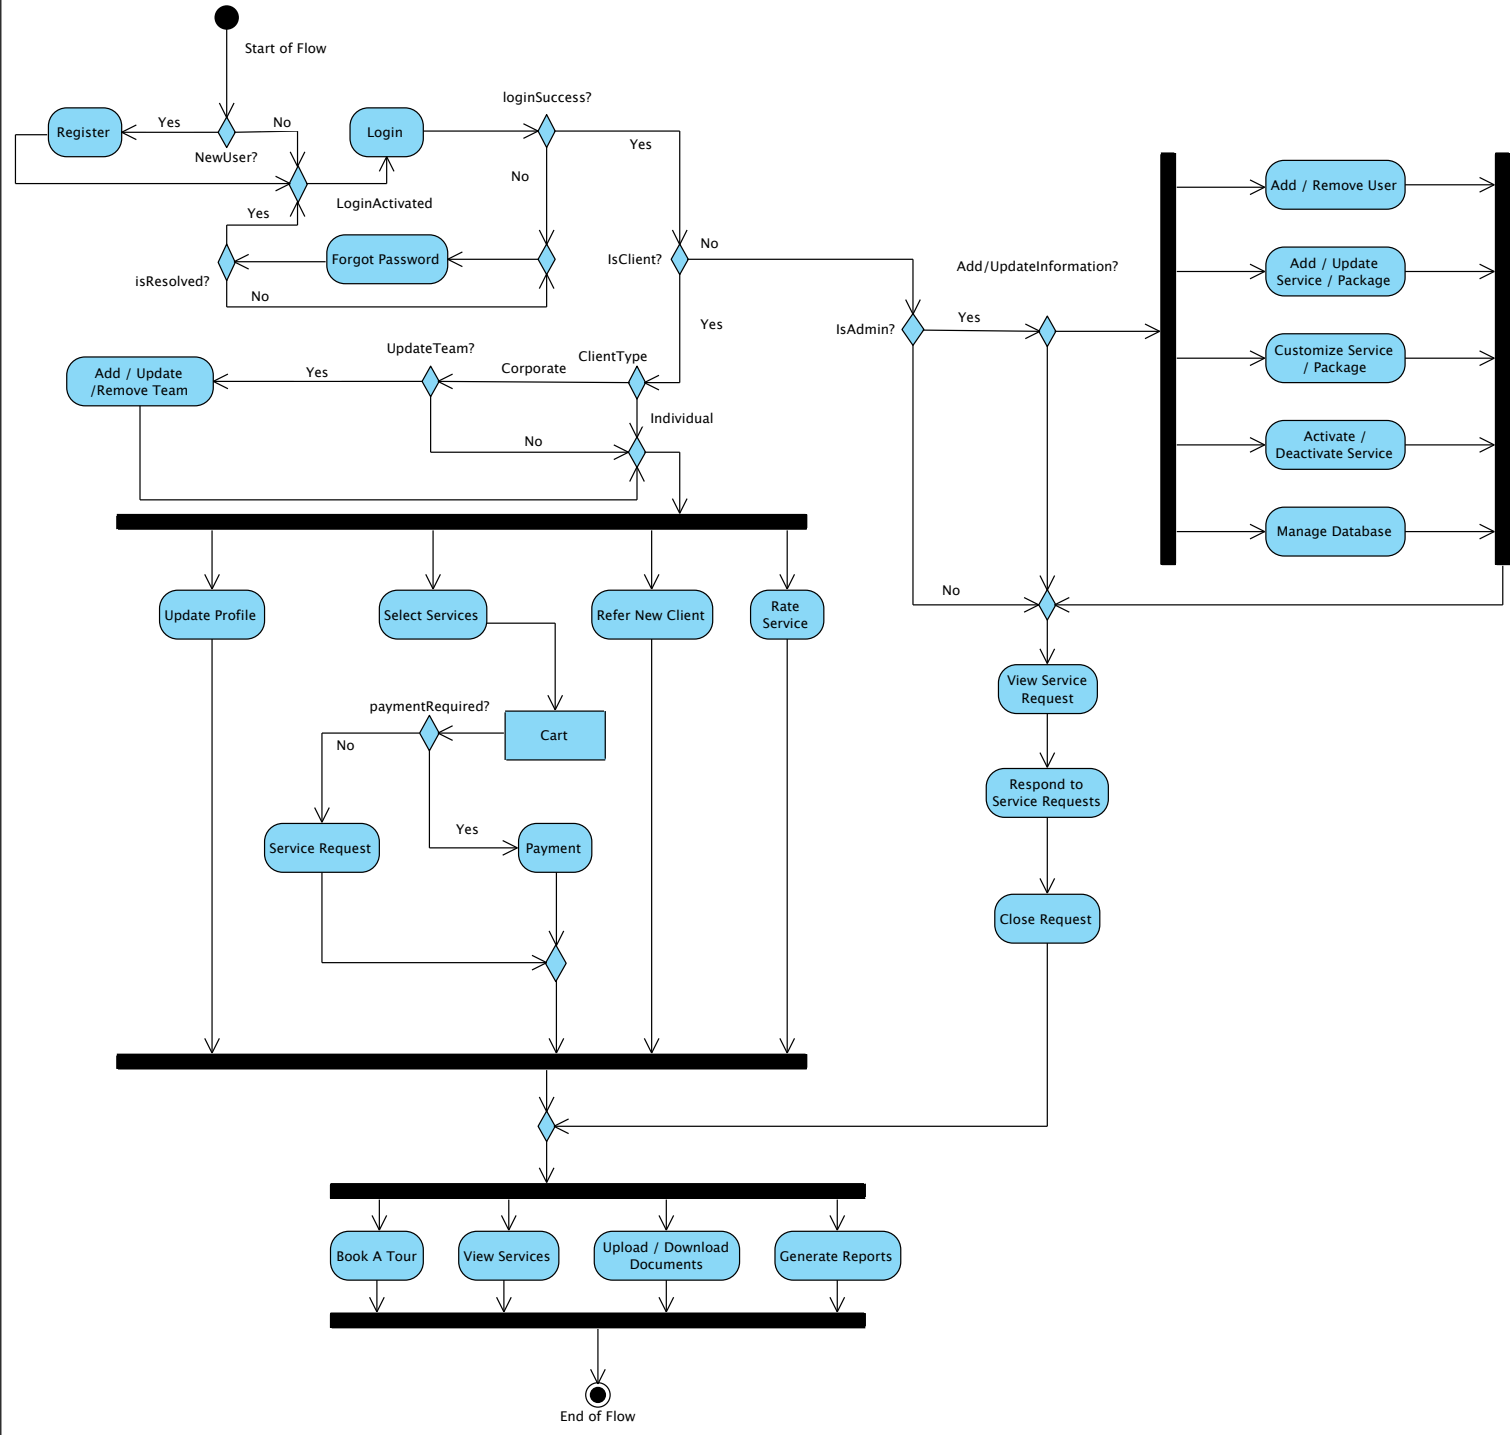 Start of Flow
loginSuccess?
Register
Yes
No
Login
NewUser?
Yes
No
LoginActivated
Add / Remove User
Yes
isResolved?
Forgot Password
No
IsClient?
No
Add/UpdateInformation?
Add / Update
Service / Package
Yes
IsAdmin?
Yes
UpdateTeam?
ClientType
Corporate
Yes
Add / Update
/Remove Team
Customize Service
/ Package
Individual
No
Activate /
Deactivate Service
Manage Database
No
Update Profile
Select Services
Refer New Client
Rate
Service
View Service
Request
paymentRequired?
No
Cart
Respond to
Service Requests
Yes
Service Request
Payment
Close Request
Book A Tour
View Services
Upload / Download
Documents
Generate Reports
End of Flow